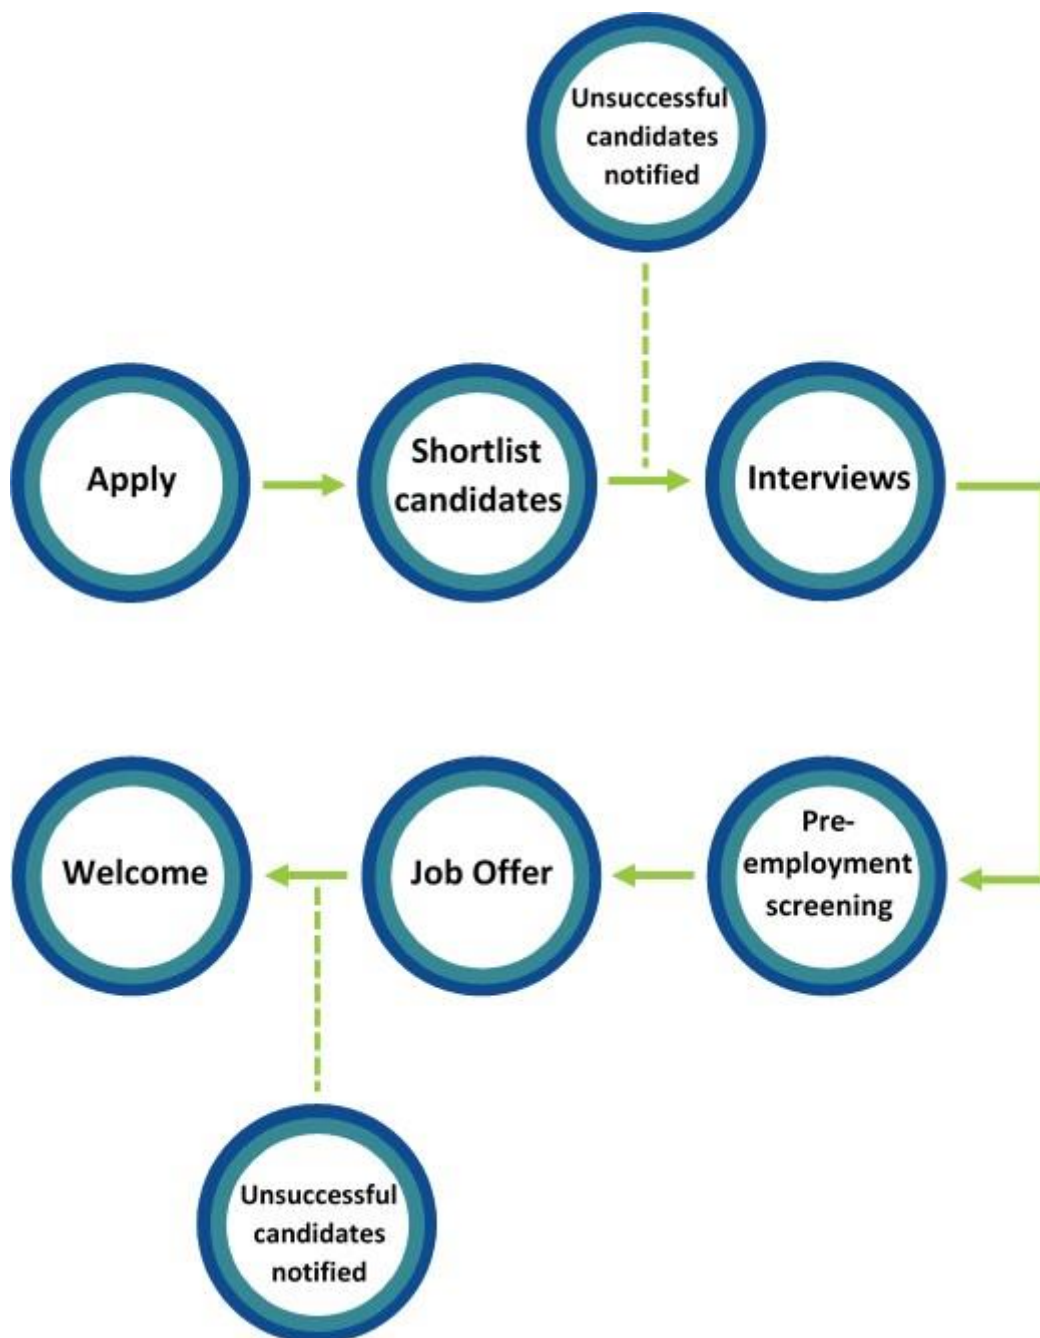 Unsuccessful
candidates
notified
Apply
Shortlist
candidates
Interviews
Welcome
Job Offer
Pre-
employment
screening
Unsuccessful
candidates
notified